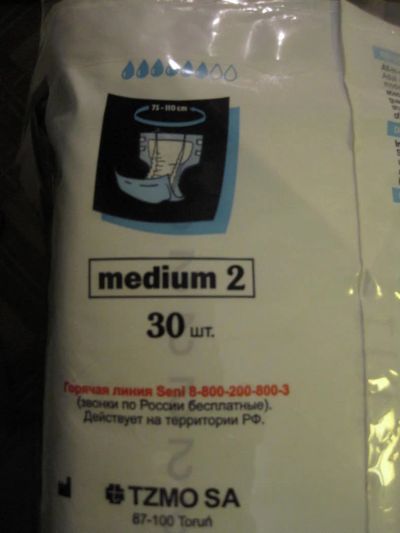 75 - 110 cm
medium 2
30 шт.
Горячая линия Seni 8-800-200-800-3
(звонки по России бесплатные).
Действует на территории РФ.
TZMO SA
87-100 Toruń